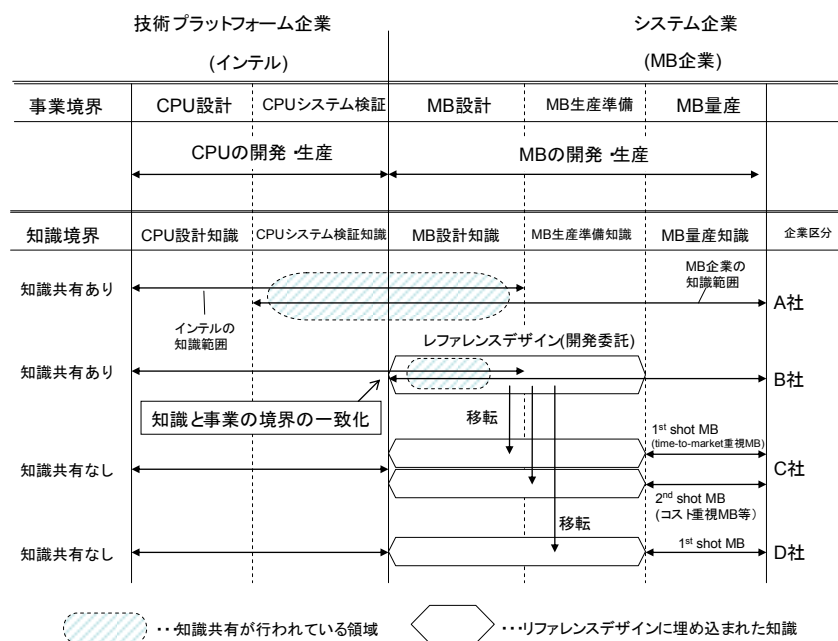 技術プラットフォーム企業
(インテル)
システム企業
(MB企業)
事業境界 CPU設計 CPUシステム検証 MB設計 MB生産準備 MB量産
CPUの開発・生産 MBの開発・生産
知識境界 CPU設計知識 CPUシステム検証知識 MB設計知識 MB生産準備知識 MB量産知識 企業区分
知識共有あり
インテルの
知識範囲
MB企業の
知識範囲
A社
レファレンスデザイン(開発委託)
知識共有あり
B社
知識と事業の境界の一致化
移転
知識共有なし
1st shot MB
(time-to-market重視MB)
C社
2nd shot MB
(コスト重視MB等)
移転
知識共有なし
1st shot MB
D社
・・・知識共有が行われている領域
・・・リファレンスデザインに埋め込まれた知識